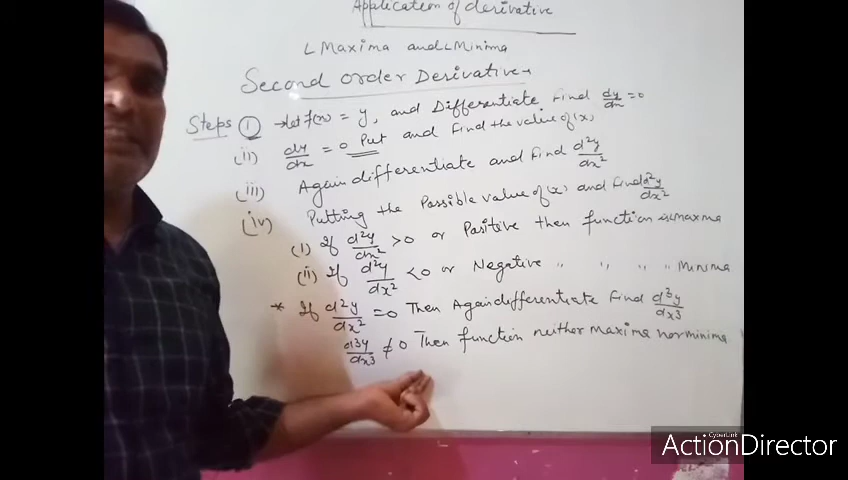 Application of derivative
Maxima and Minima
Second order Derivative
Steps (i) → let f(x) = y, and Differentiate Find dy/dx = 0
(ii) dy/dx = 0 Put and Find the value of (x)
(iii) Again differentiate and find d²y/dx²
(iv) Putting the Possible value of (x) and Find d²y/dx²
(1) If d²y/dx² > 0 or Positive then function is maxima
(ii) If d²y/dx² < 0 or Negative " " " " Minima
* If d²y/dx² = 0 Then Again differentiate Find d³y/dx³
d³y/dx³ ≠ 0 Then function neither maxima nor minima
CyberLink
ActionDirector